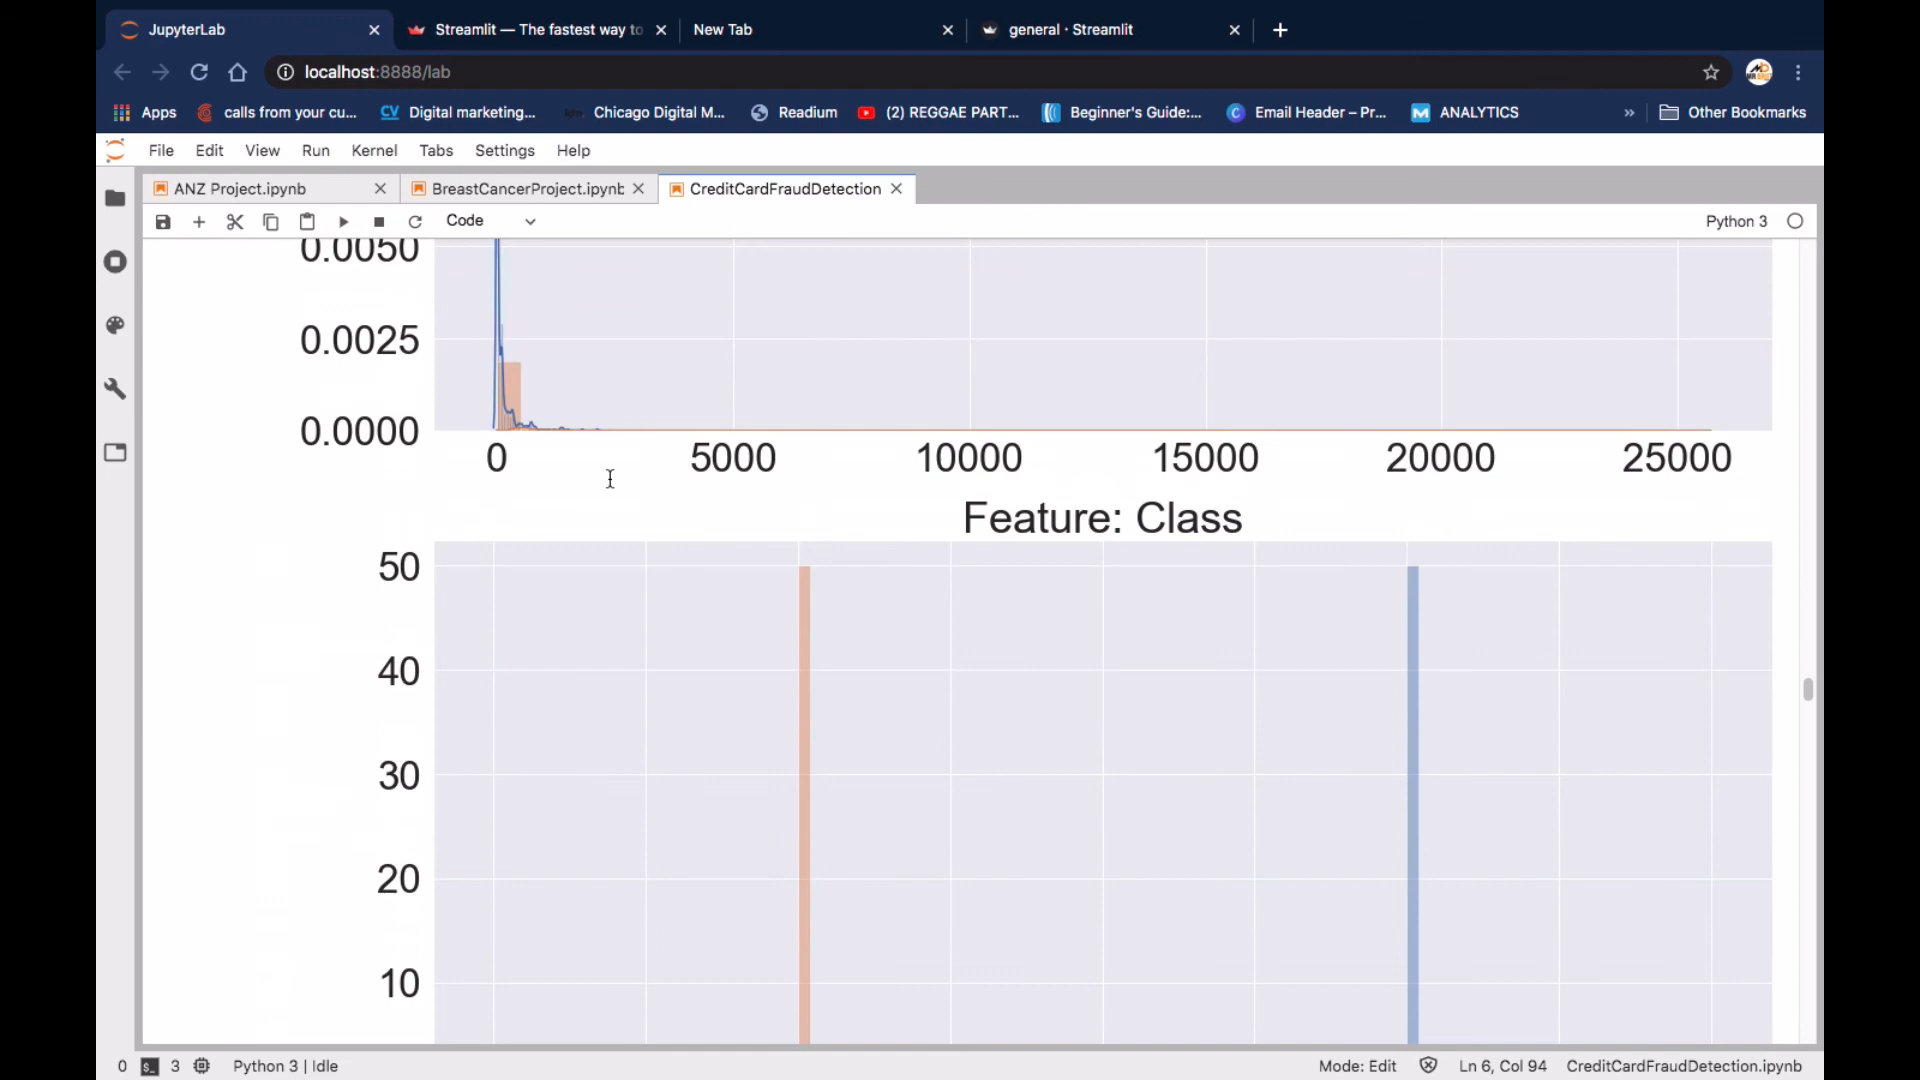 JupyterLab
Streamlit — The fastest way to
New Tab
general · Streamlit
localhost:8888/lab
Apps
calls from your cu...
CV Digital marketing...
Chicago Digital M...
Readium
(2) REGGAE PART...
Beginner's Guide:...
C Email Header – Pr...
M ANALYTICS
»
Other Bookmarks
File Edit View Run Kernel Tabs Settings Help
ANZ Project.ipynb
BreastCancerProject.ipynb
CreditCardFraudDetection
Code
Python 3
0.0050
0.0025
0.0000
0 5000 10000 15000 20000 25000
Feature: Class
50
40
30
20
10
0 $_ 3 Python 3 | Idle
Mode: Edit
Ln 6, Col 94
CreditCardFraudDetection.ipynb